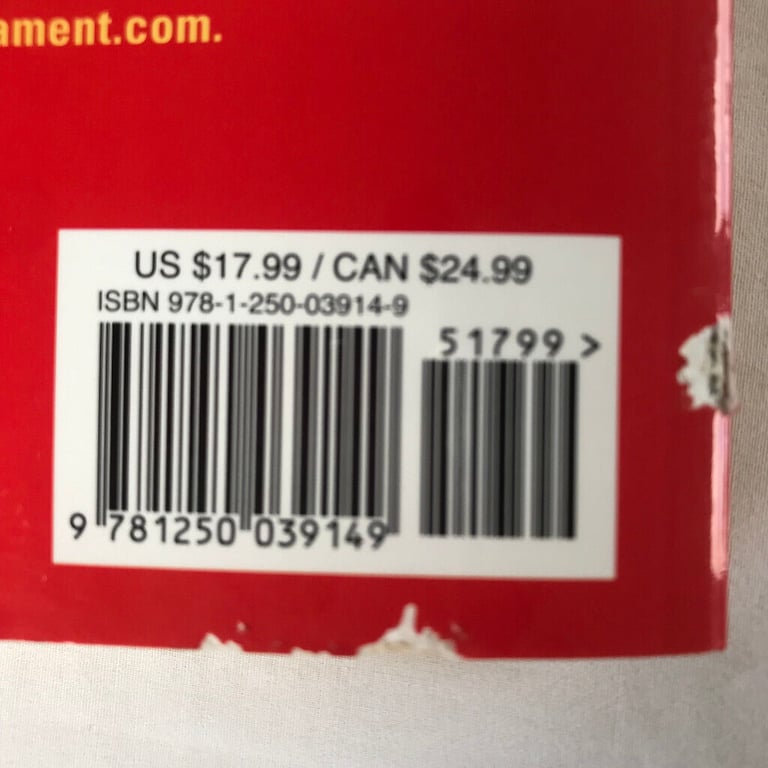 ament.com.
US $17.99 / CAN $24.99
ISBN 978-1-250-03914-9
51799 >
9 781250 039149